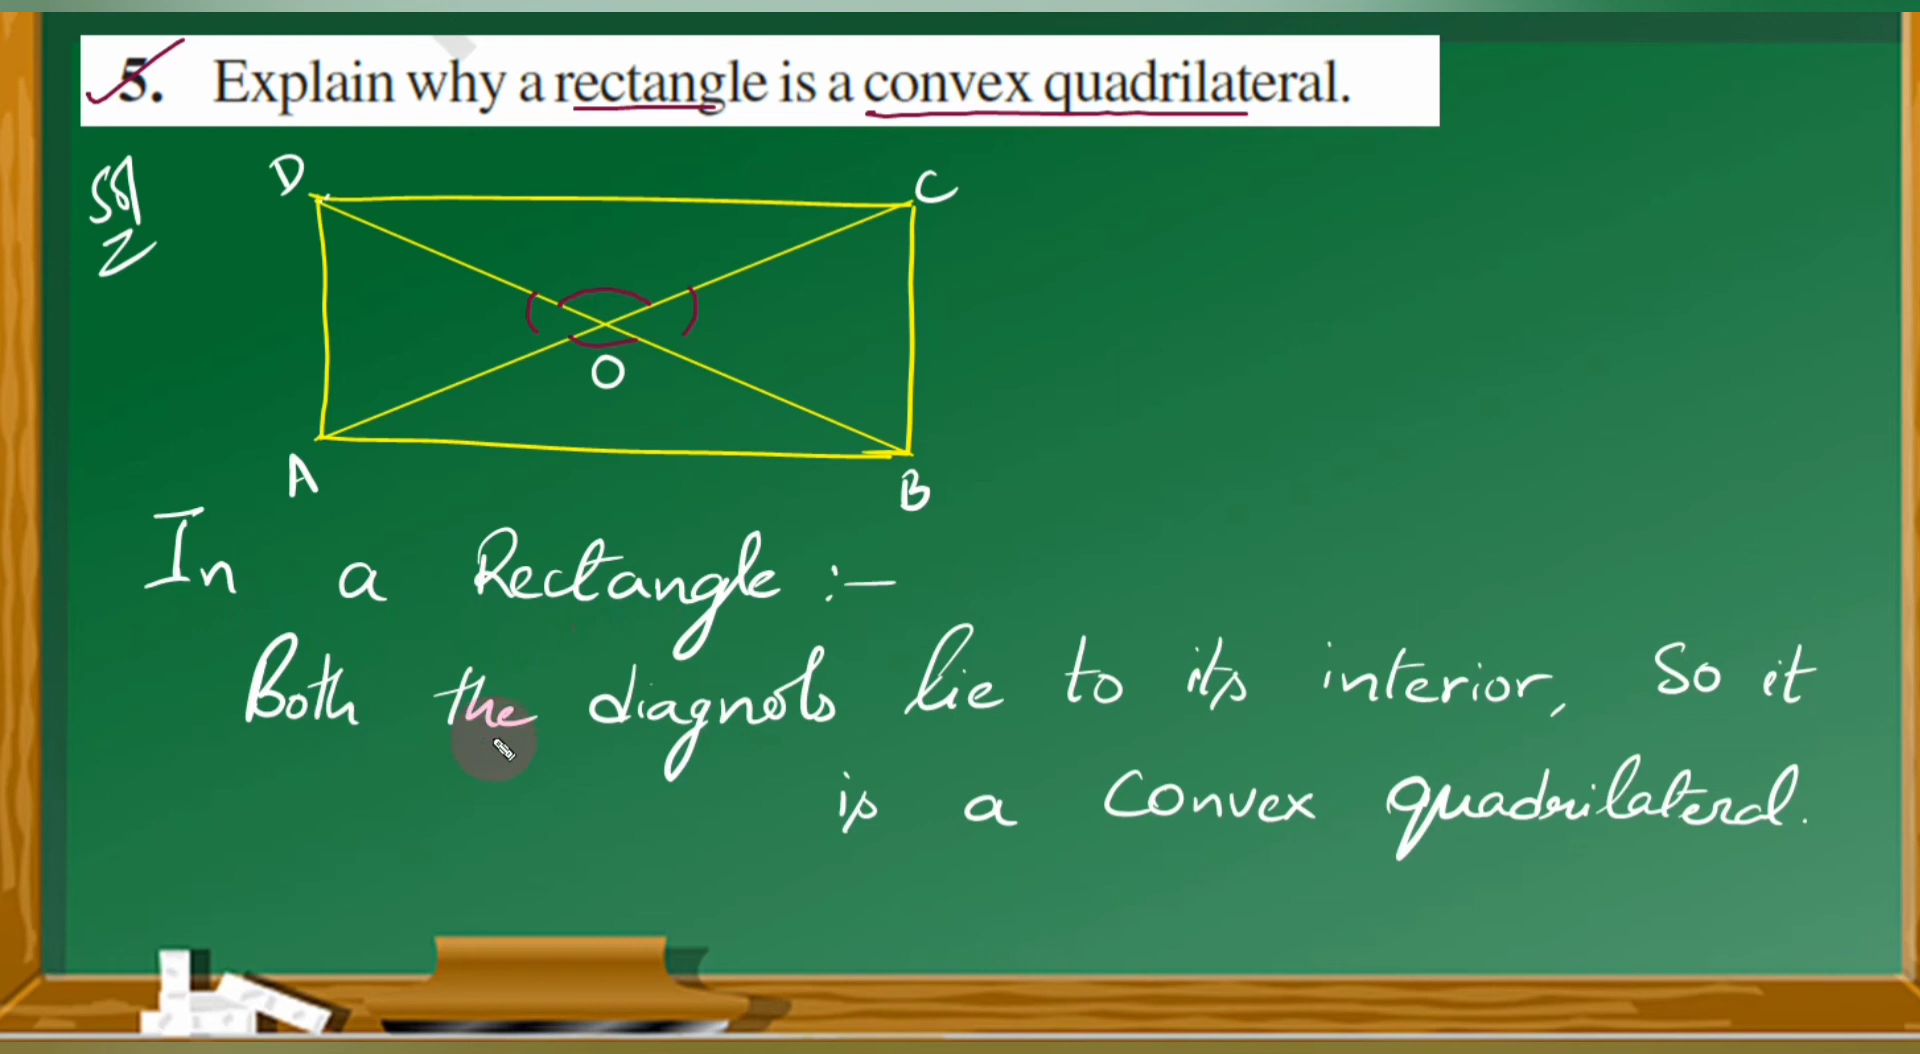 5. Explain why a rectangle is a convex quadrilateral.
Sol
D
C
O
A
B
In a Rectangle :-
Both the diagnols lie to its interior, So it
is a Convex quadrilateral.